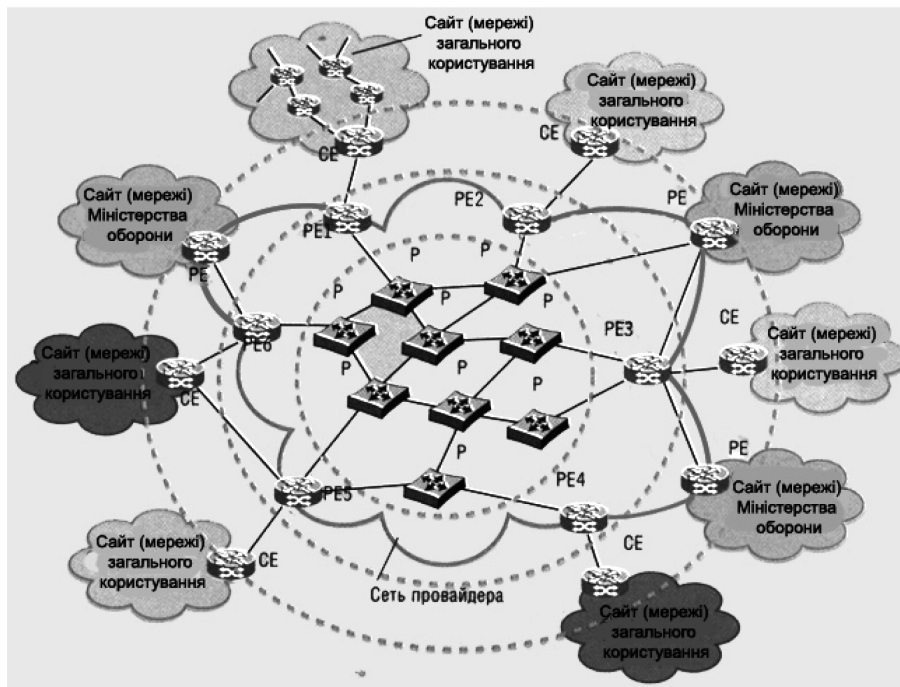 Сайт (мережі)
загального
користування
Сайт (мережі)
загального
користування
CE
CE
Сайт (мережі)
Міністерства
оборони
PE
PE1
PE2
PE
Сайт (мережі)
Міністерства
оборони
P
P
P
P
P
PE6
PE3
CE
Сайт (мережі)
загального
користування
CE
Сайт (мережі)
загального
користування
P
P
P
P
PE5
PE4
PE
Сайт (мережі)
Міністерства
оборони
Сайт (мережі)
загального
користування
CE
CE
Сеть провайдера
Сайт (мережі)
загального
користування